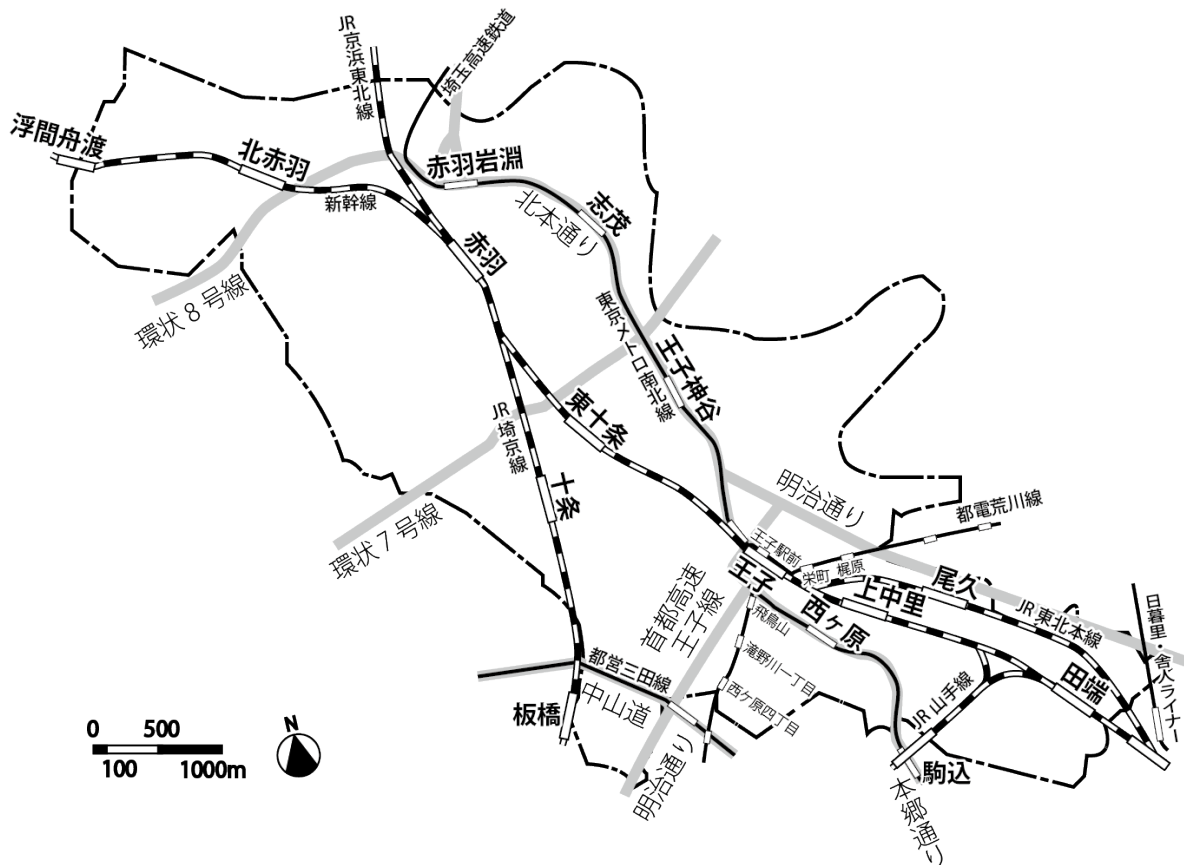 JR京浜東北線
埼玉高速鉄道
浮間舟渡
北赤羽
新幹線
赤羽岩淵
北本通り
志茂
赤羽
環状8号線
東京メトロ南北線
王子神谷
JR埼京線
東十条
十条
環状7号線
明治通り
都電荒川線
王子駅前
栄町
梶原
尾久
王子
上中里
JR東北本線
西ヶ原
首都高速
王子線
飛鳥山
滝野川一丁目
西ケ原四丁目
日暮里・舎人ライナー
田端
JR山手線
都営三田線
中山道
板橋
明治通り
駒込
本郷通り
0 500
100 1000m
N